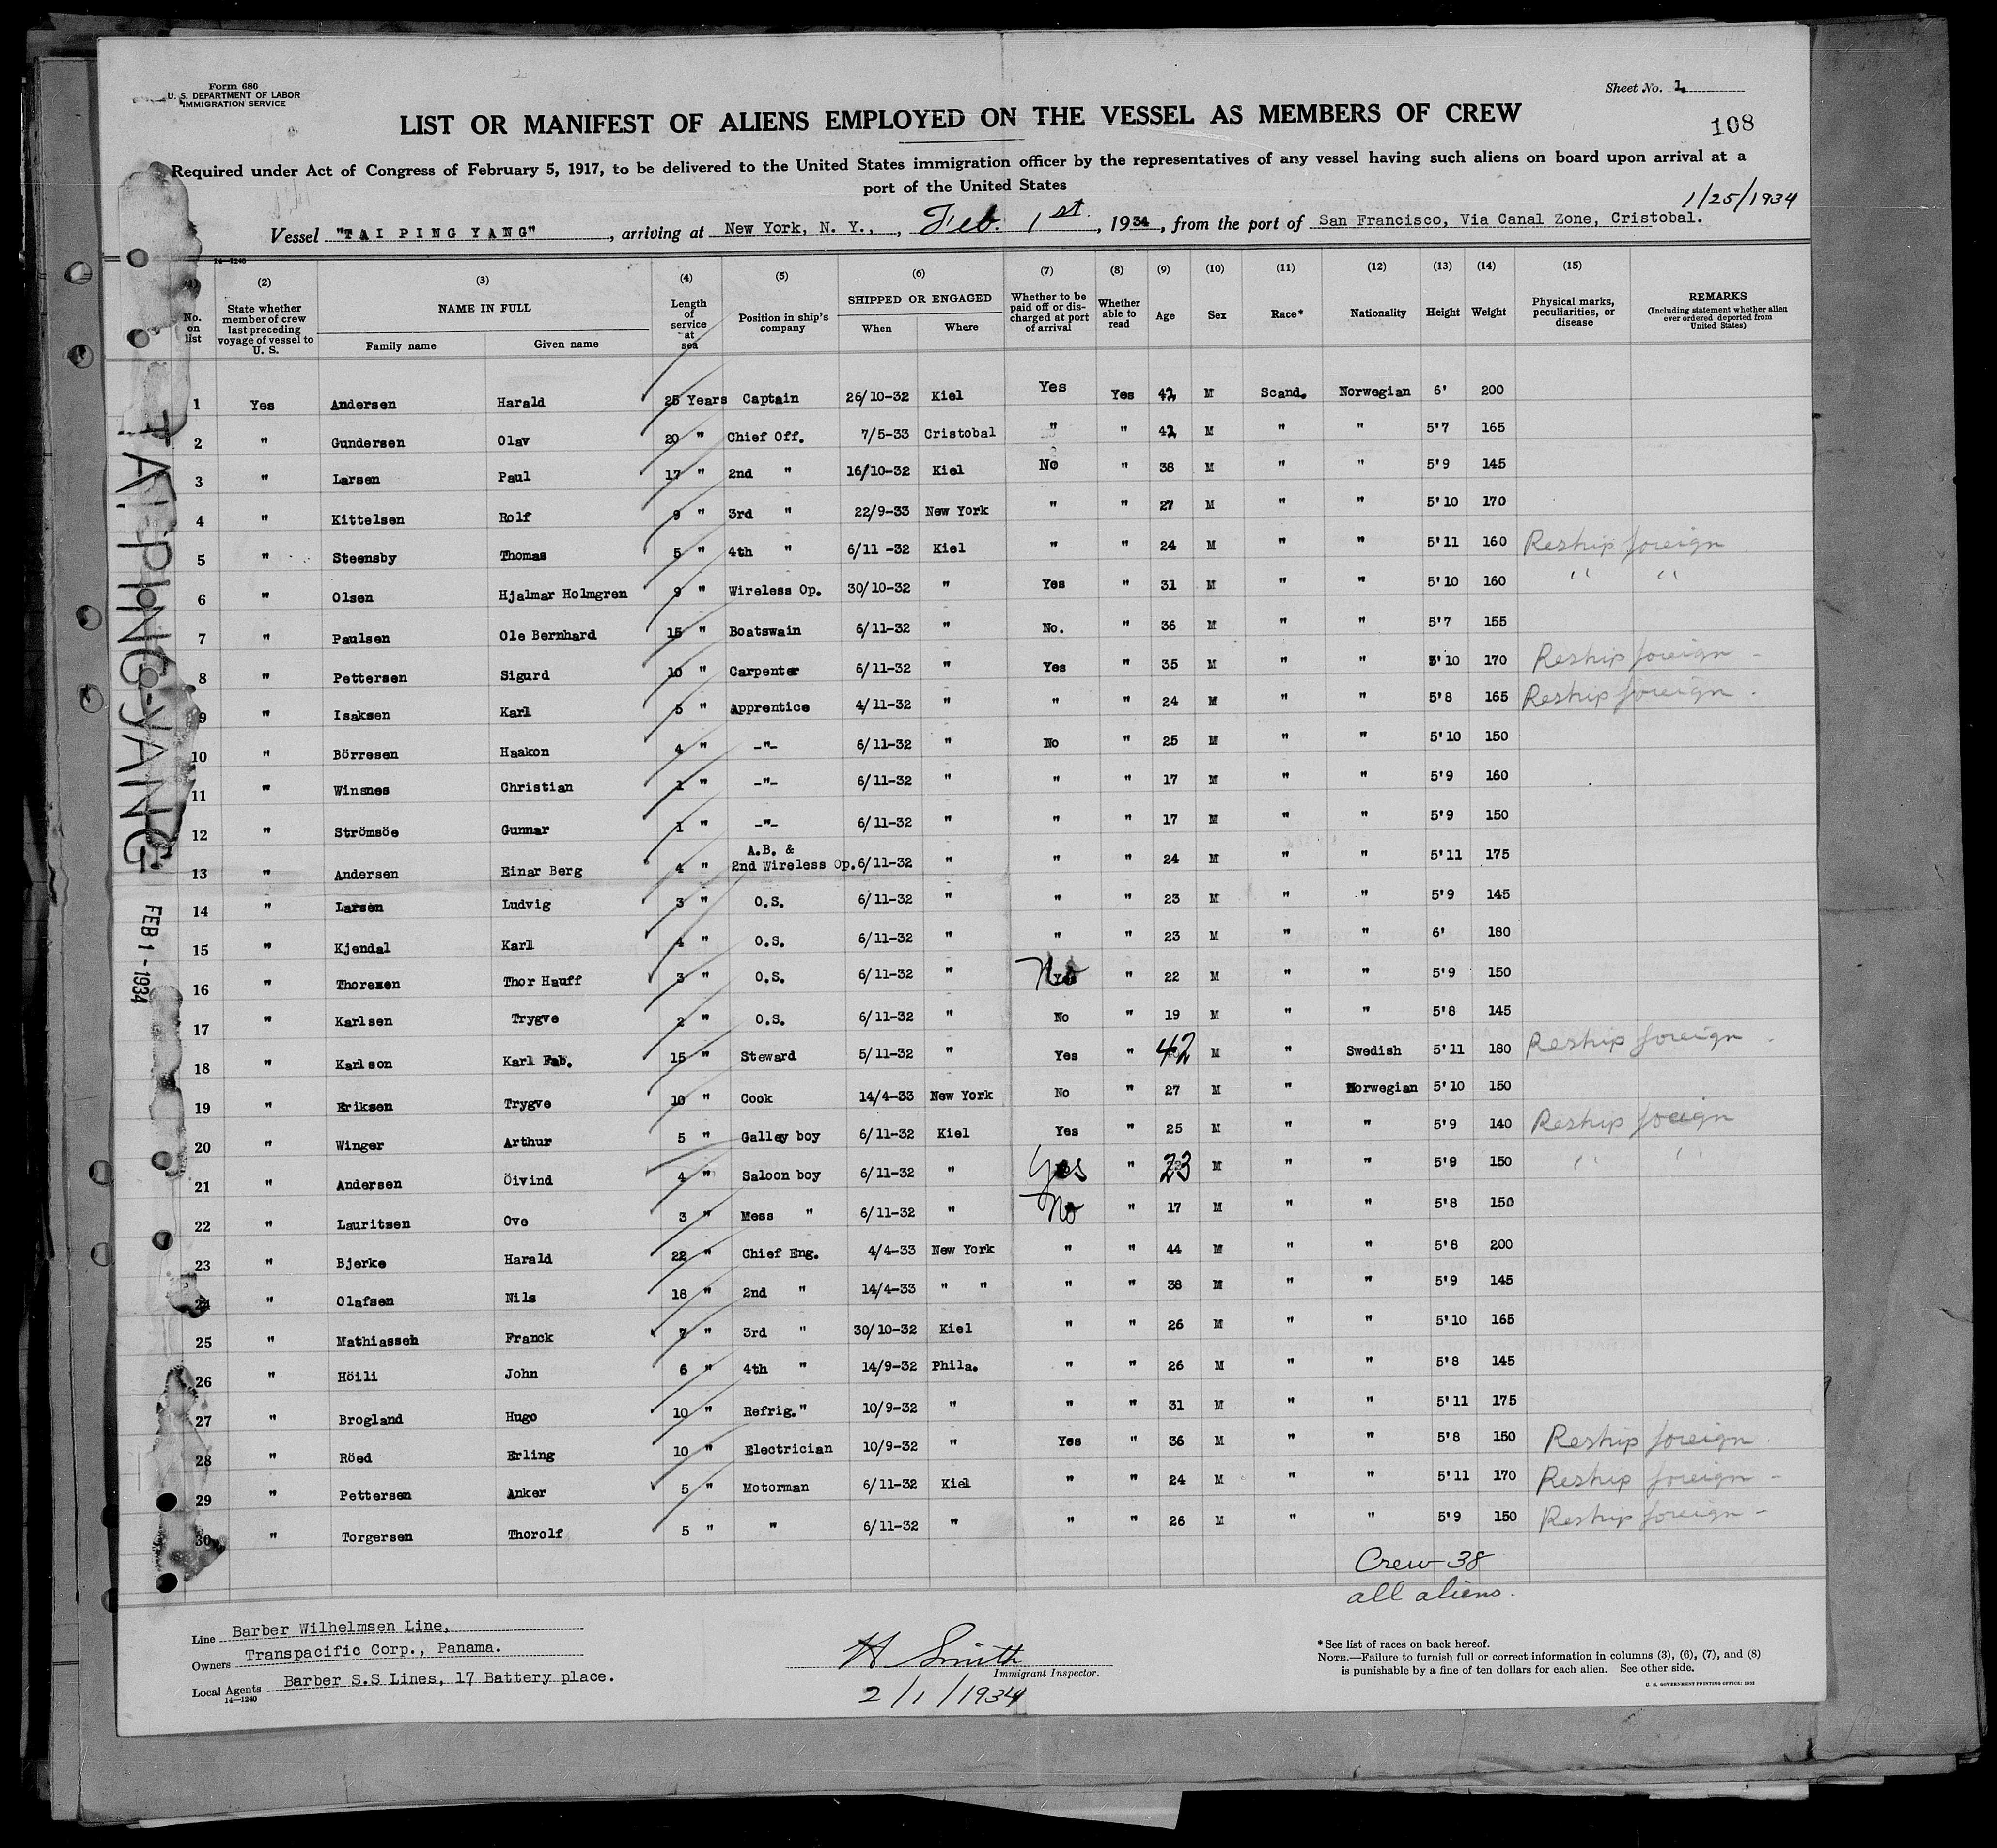 Form 680
U. S. DEPARTMENT OF LABOR
IMMIGRATION SERVICE
Sheet No. 1.
LIST OR MANIFEST OF ALIENS EMPLOYED ON THE VESSEL AS MEMBERS OF CREW
108
Required under Act of Congress of February 5, 1917, to be delivered to the United States immigration officer by the representatives of any vessel having such aliens on board upon arrival at a
port of the United States
1/25/1934
Vessel "TAI PING YANG", arriving at New York, N. Y., , Feb. 1st., 1934, from the port of San Francisco, Via Canal Zone, Cristobal.
14—1240
(2) (3) (4) (5) (6) (7) (8) (9) (10) (11) (12) (13) (14) (15)
No. on list
State whether member of crew last preceding voyage of vessel to U. S.
NAME IN FULL
Family name Given name
Length of service at sea
Position in ship's company
SHIPPED OR ENGAGED
When Where
Whether to be paid off or discharged at port of arrival
Whether able to read
Age Sex Race* Nationality Height Weight
Physical marks, peculiarities, or disease
REMARKS
(Including statement whether alien ever ordered deported from United States)
1 Yes Andersen Harald 25 Years Captain 26/10-32 Kiel Yes Yes 42 M Scand. Norwegian 6' 200
2 " Gundersen Olav 20 " Chief Off. 7/5-33 Cristobal " " 42 M " " 5'7 165
3 " Larsen Paul 17 " 2nd " 16/10-32 Kiel No " 38 M " " 5'9 145
4 " Kittelsen Rolf 9 " 3rd " 22/9-33 New York " " 27 M " " 5'10 170
5 " Steensby Thomas 5 " 4th " 6/11 -32 Kiel " " 24 M " " 5'11 160 Reship foreign
6 " Olsen Hjalmar Holmgren 9 " Wireless Op. 30/10-32 " Yes " 31 M " " 5'10 160 " "
7 " Paulsen Ole Bernhard 15 " Boatswain 6/11-32 " No. " 36 M " " 5'7 155
8 " Pettersen Sigurd 10 " Carpenter 6/11-32 " Yes " 35 M " " 5'10 170 Reship foreign -
9 " Isaksen Karl 5 " Apprentice 4/11-32 " " " 24 M " " 5'8 165 Reship foreign .
10 " Börresen Haakon 4 " -"- 6/11-32 " No " 25 M " " 5'10 150
11 " Winsnes Christian 1 " -"- 6/11-32 " " " 17 M " " 5'9 160
12 " Strömsöe Gunnar 1 " -"- 6/11-32 " " " 17 M " " 5'9 150
A.B. &
13 " Andersen Einar Berg 4 " 2nd Wireless Op. 6/11-32 " " " 24 M " " 5'11 175
14 " Larsen Ludvig 3 " O.S. 6/11-32 " " " 23 M " " 5'9 145
15 " Kjendal Karl 4 " O.S. 6/11-32 " " " 23 M " " 6' 180
16 " Thoresen Thor Hauff 3 " O.S. 6/11-32 " No " 22 M " " 5'9 150
17 " Karlsen Trygve 2 " O.S. 6/11-32 " No " 19 M " " 5'8 145
18 " Karlson Karl Fab. 15 " Steward 5/11-32 " Yes " 42 M " Swedish 5'11 180 Reship foreign .
19 " Eriksen Trygve 10 " Cook 14/4-33 New York No " 27 M " Norwegian 5'10 150
20 " Winger Arthur 5 " Galley boy 6/11-32 Kiel Yes " 25 M " " 5'9 140 Reship foreign
21 " Andersen Öivind 4 " Saloon boy 6/11-32 " Yes " 23 M " " 5'9 150 " "
22 " Lauritsen Ove 3 " Mess " 6/11-32 " No " 17 M " " 5'8 150
23 " Bjerke Harald 22 " Chief Eng. 4/4-33 New York " " 44 M " " 5'8 200
24 " Olafsen Nils 18 " 2nd " 14/4-33 " " " " 38 M " " 5'9 145
25 " Mathiassen Franck 7 " 3rd " 30/10-32 Kiel " " 26 M " " 5'10 165
26 " Höili John 6 " 4th " 14/9-32 Phila. " " 26 M " " 5'8 145
27 " Brogland Hugo 10 " Refrig." 10/9-32 " " " 31 M " " 5'11 175
28 " Röed Erling 10 " Electrician 10/9-32 " Yes " 36 M " " 5'8 150 Reship foreign
29 " Pettersen Anker 5 " Motorman 6/11-32 Kiel " " 24 M " " 5'11 170 Reship foreign -
30 " Torgersen Thorolf 5 " " 6/11-32 " " " 26 M " " 5'9 150 Reship foreign -
Crew 38
all aliens.
TAI-PING-YANG
FEB 1 - 1934
Line Barber Wilhelmsen Line,
Owners Transpacific Corp., Panama.
Local Agents Barber S.S Lines, 17 Battery place.
14—1240
H Smith
Immigrant Inspector.
2/1/1934
*See list of races on back hereof.
NOTE.—Failure to furnish full or correct information in columns (3), (6), (7), and (8)
is punishable by a fine of ten dollars for each alien. See other side.
U. S. GOVERNMENT PRINTING OFFICE: 1932